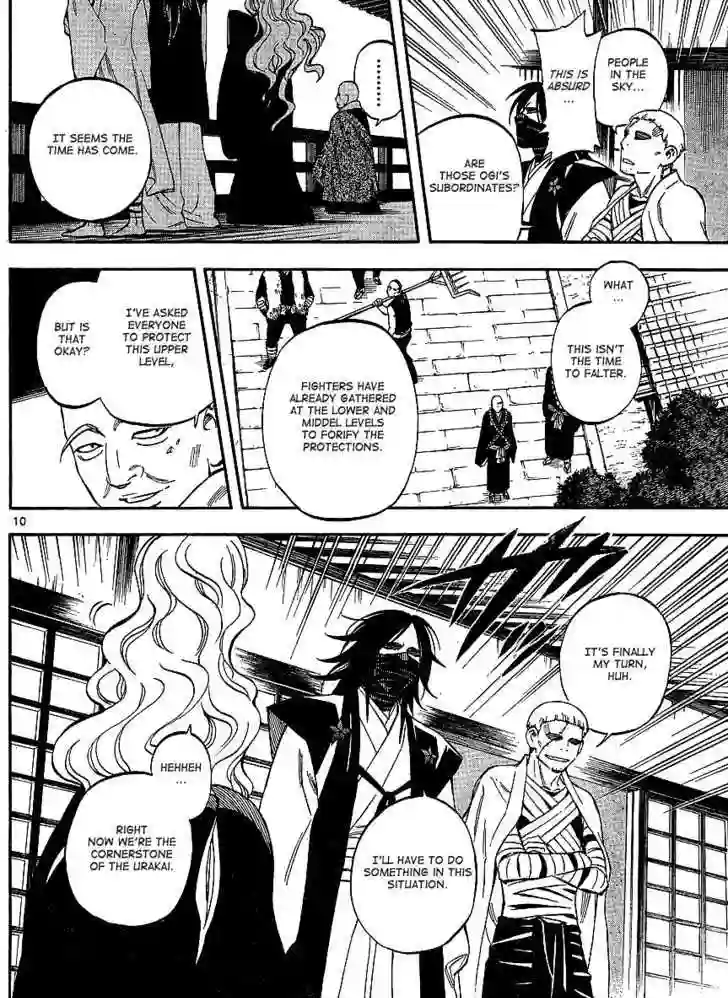 PEOPLE
IN THE
SKY...
THIS IS
ABSURD
...
ARE
THOSE OGI'S
SUBORDINATES?
........
IT SEEMS THE
TIME HAS COME.
WHAT
...
THIS ISN'T
THE TIME
TO FALTER.
FIGHTERS HAVE
ALREADY GATHERED
AT THE LOWER AND
MIDDEL LEVELS
TO FORIFY THE
PROTECTIONS.
I'VE ASKED
EVERYONE
TO PROTECT
THIS UPPER
LEVEL,
BUT IS
THAT
OKAY?
10
IT'S FINALLY
MY TURN,
HUH.
I'LL HAVE TO DO
SOMETHING IN THIS
SITUATION.
HEHHEH
...
RIGHT
NOW WE'RE THE
CORNERSTONE
OF THE URAKAI.